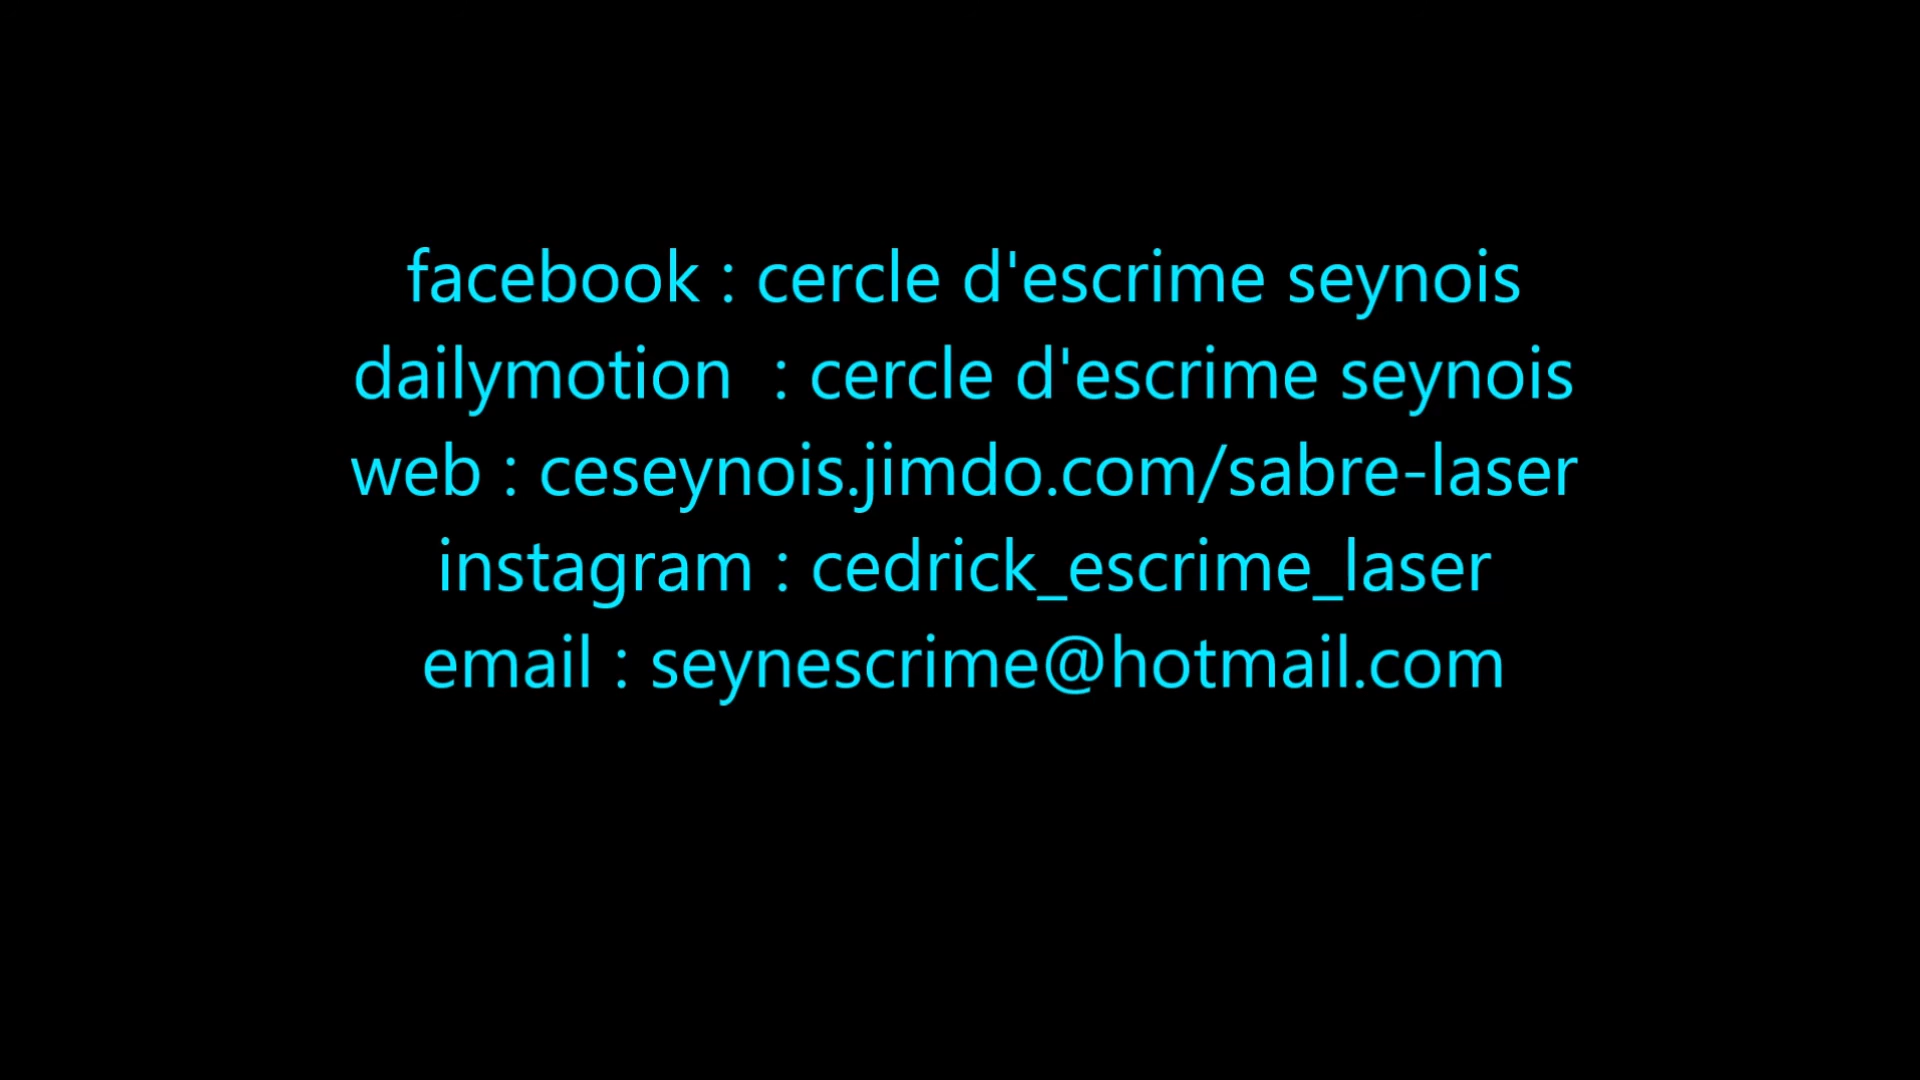 facebook : cercle d'escrime seynois
dailymotion  : cercle d'escrime seynois
web : ceseynois.jimdo.com/sabre-laser
instagram : cedrick_escrime_laser
email : seynescrime@hotmail.com